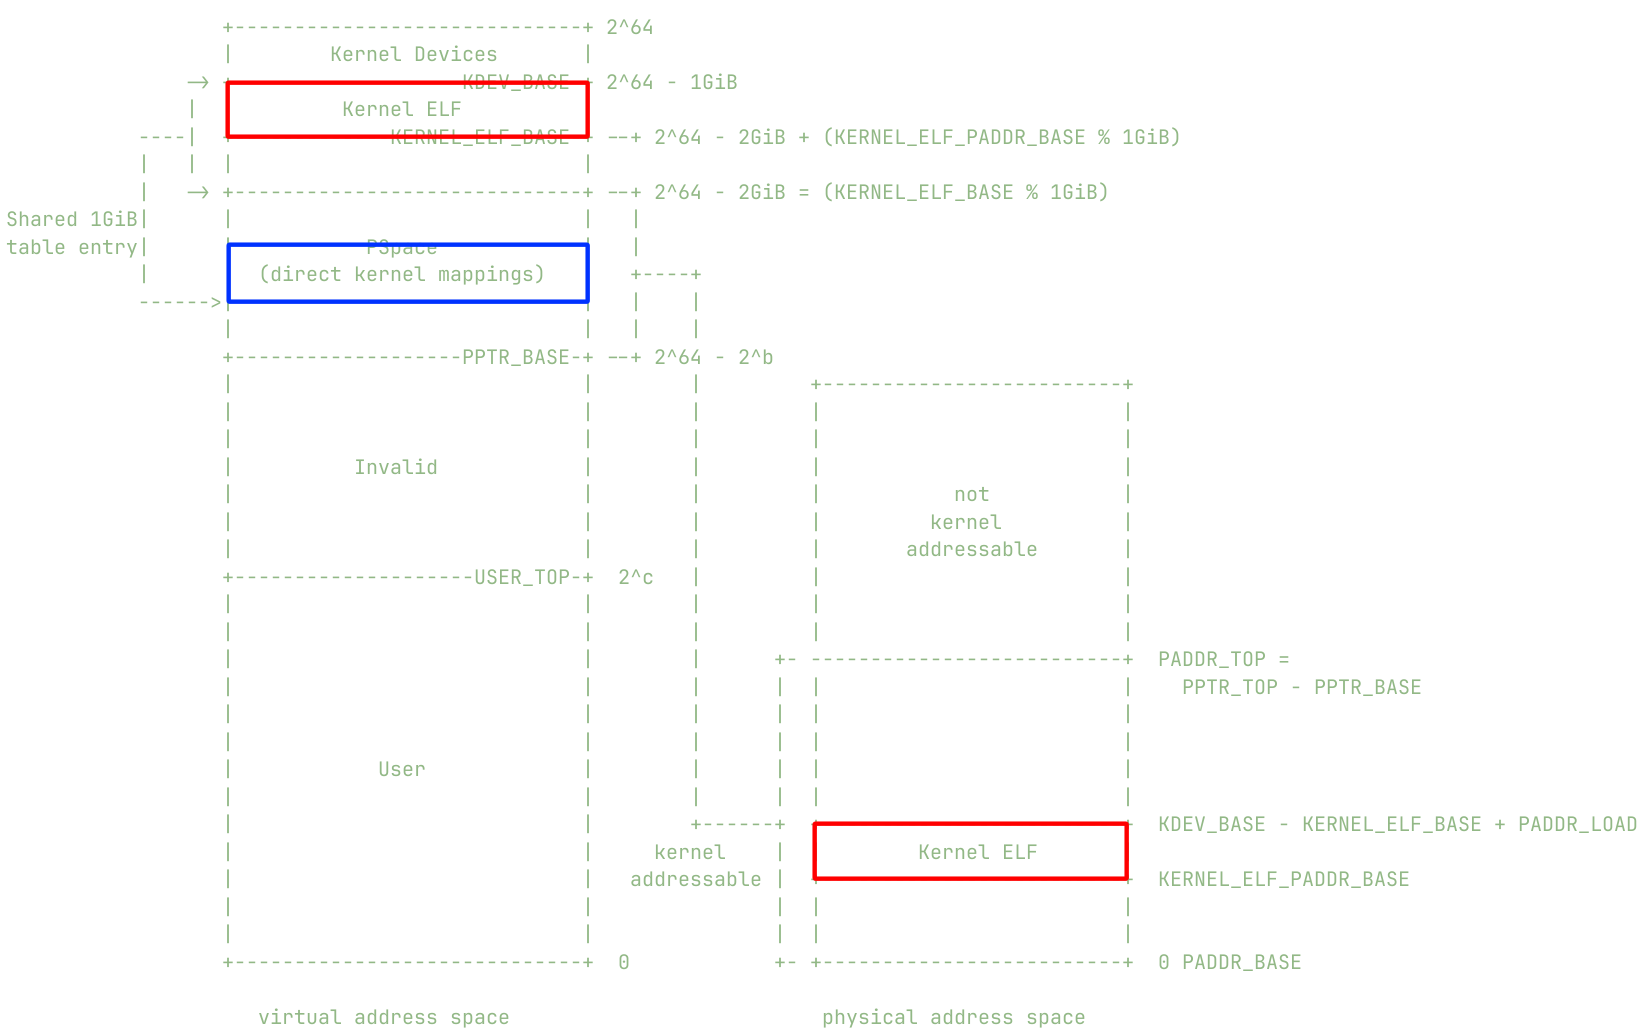 2^64
Kernel Devices
KDEV_BASE 2^64 - 1GiB
Kernel ELF
KERNEL_ELF_BASE 2^64 - 2GiB + (KERNEL_ELF_PADDR_BASE % 1GiB)
2^64 - 2GiB = (KERNEL_ELF_BASE % 1GiB)
Shared 1GiB
table entry
PSpace
(direct kernel mappings)
PPTR_BASE 2^64 - 2^b
Invalid
not
kernel
addressable
USER_TOP 2^c
PADDR_TOP =
PPTR_TOP - PPTR_BASE
User
KDEV_BASE - KERNEL_ELF_BASE + PADDR_LOAD
kernel Kernel ELF
addressable KERNEL_ELF_PADDR_BASE
0 0 PADDR_BASE
virtual address space physical address space